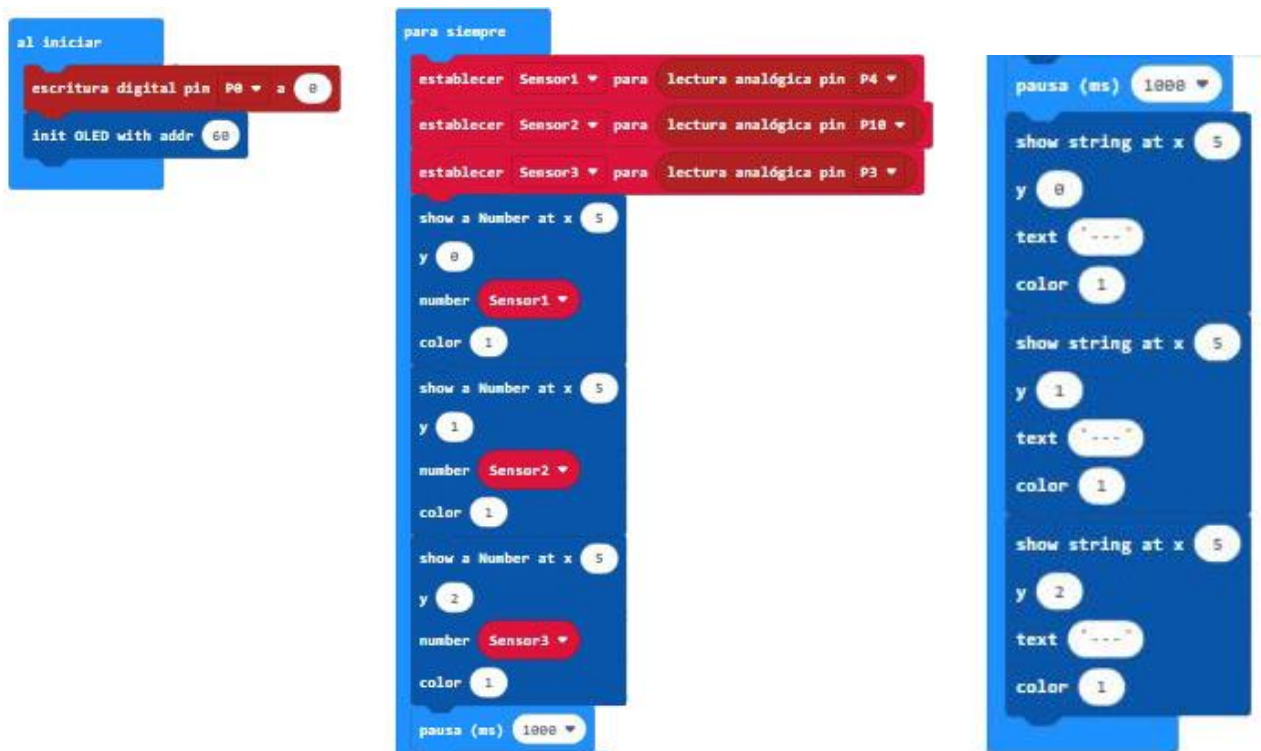 al iniciar
escritura digital pin P0 a 0
init OLED with addr 60
para siempre
establecer Sensor1 para lectura analógica pin P4
establecer Sensor2 para lectura analógica pin P10
establecer Sensor3 para lectura analógica pin P3
show a Number at x 5
y 0
number Sensor1
color 1
show a Number at x 5
y 1
number Sensor2
color 1
show a Number at x 5
y 2
number Sensor3
color 1
pausa (ms) 1000
pausa (ms) 1000
show string at x 5
y 0
text "---"
color 1
show string at x 5
y 1
text "---"
color 1
show string at x 5
y 2
text "---"
color 1